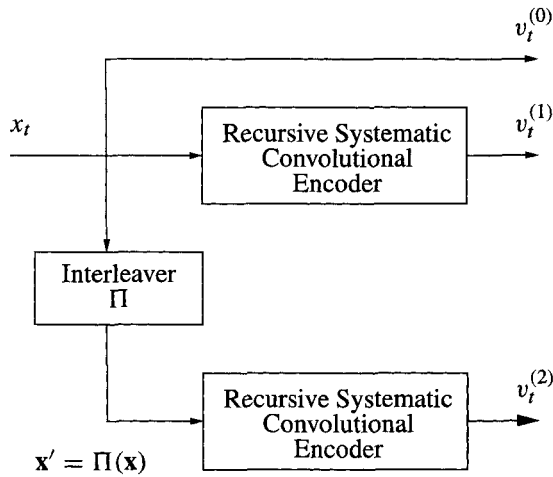 v_t^{(0)}
x_t
v_t^{(1)}
Recursive Systematic
Convolutional
Encoder
Interleaver
Π
v_t^{(2)}
Recursive Systematic
Convolutional
Encoder
x′ = Π(x)